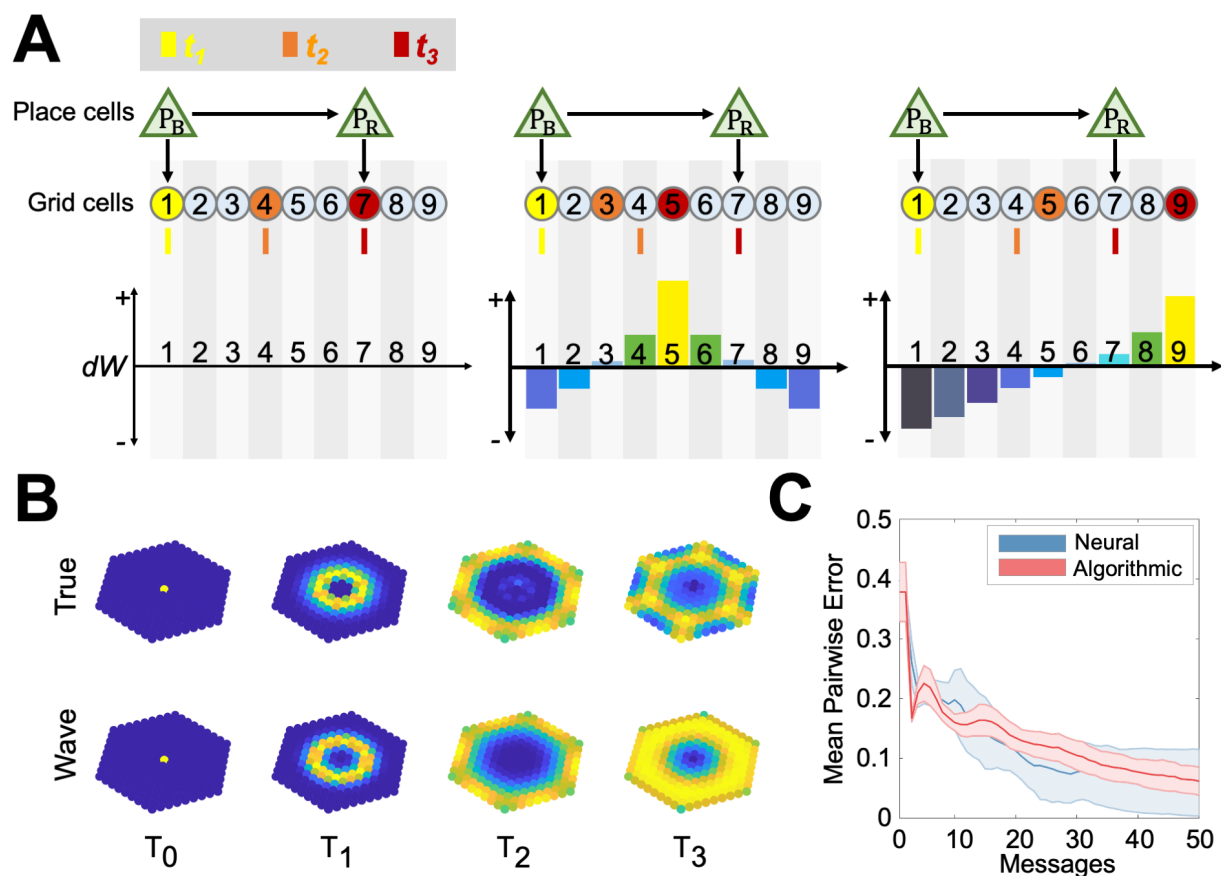 A
t1 t2 t3
Place cells PB PR PB PR PB PR
Grid cells 1 2 3 4 5 6 7 8 9 1 2 3 4 5 6 7 8 9 1 2 3 4 5 6 7 8 9
+ + +
dW 1 2 3 4 5 6 7 8 9 1 2 3 4 5 6 7 8 9 1 2 3 4 5 6 7 8 9
- - -
B
True
Wave
T0 T1 T2 T3
C
Mean Pairwise Error
0.5
0.4
0.3
0.2
0.1
0
Neural
Algorithmic
0 10 20 30 40 50
Messages